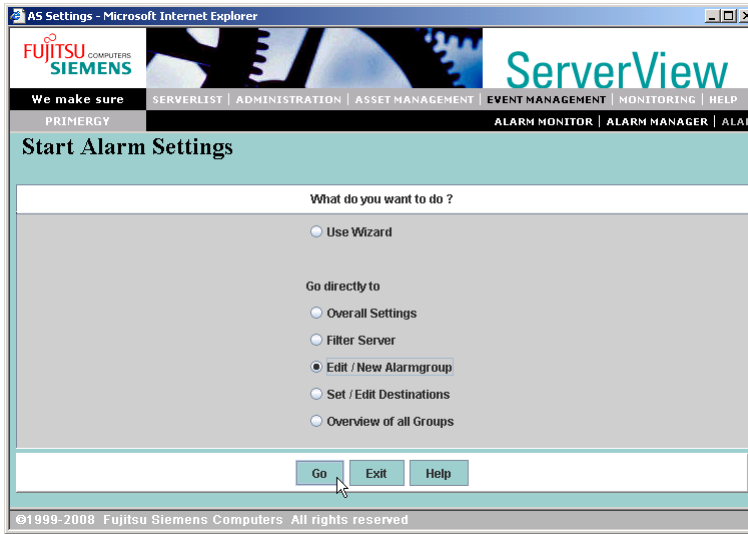 AS Settings - Microsoft Internet Explorer
FUJITSU COMPUTERS
SIEMENS
ServerView
We make sure
SERVERLIST | ADMINISTRATION | ASSET MANAGEMENT | EVENT MANAGEMENT | MONITORING | HELP
PRIMERGY
ALARM MONITOR | ALARM MANAGER |
Start Alarm Settings
What do you want to do ?
Use Wizard
Go directly to
Overall Settings
Filter Server
Edit / New Alarmgroup
Set / Edit Destinations
Overview of all Groups
Go Exit Help
©1999-2008 Fujitsu Siemens Computers All rights reserved